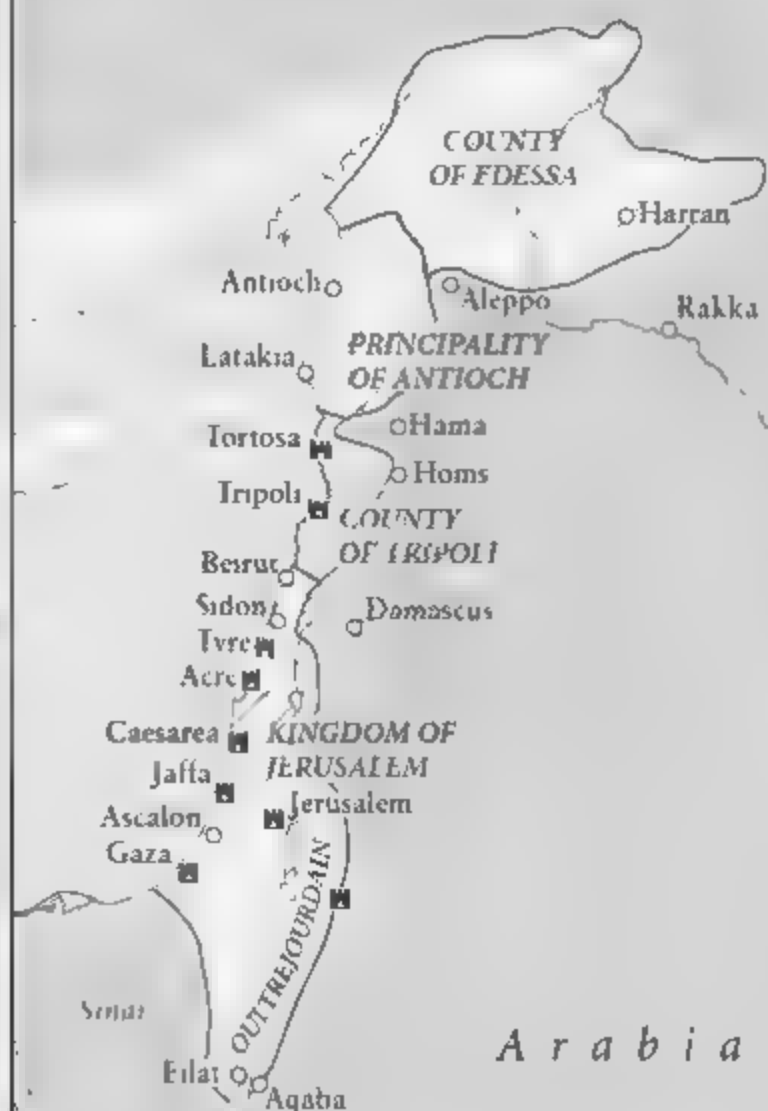 COUNTY
OF EDESSA
Harran
Antioch
Aleppo
Rakka
Latakia
PRINCIPALITY
OF ANTIOCH
Hama
Tortosa
Homs
Tripoli
COUNTY
OF TRIPOLI
Beirut
Sidon
Damascus
Tyre
Acre
Caesarea
KINGDOM OF
JERUSALEM
Jaffa
Jerusalem
Ascalon
Gaza
OUTREJOURDAIN
Sinai
Arabia
Eilat
Aqaba